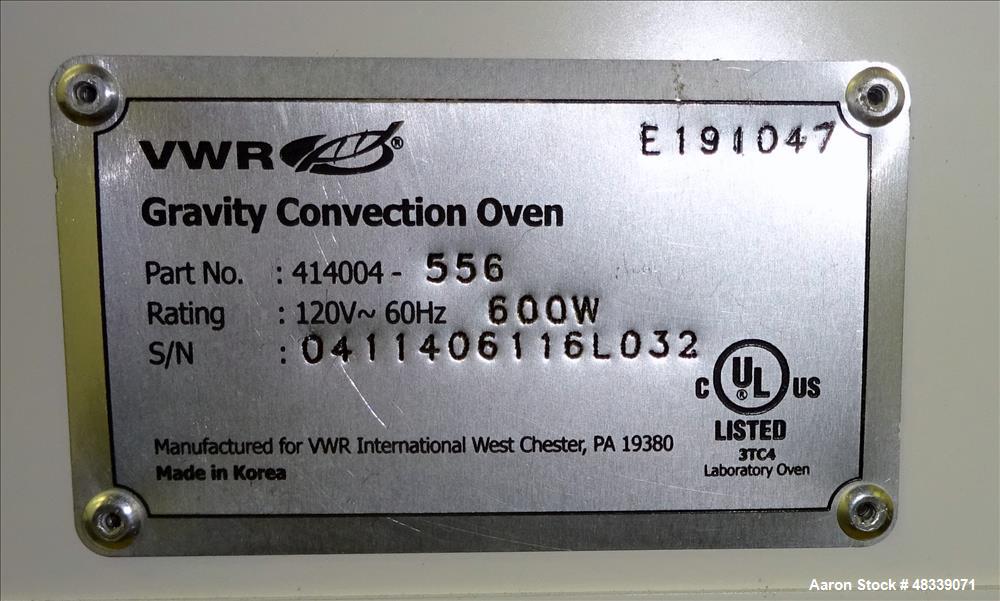 VWR®
E191047
Gravity Convection Oven
Part No. : 414004 - 556
Rating : 120V~ 60Hz 600W
S/N : 0411406116L032
C UL® US
LISTED
3TC4
Laboratory Oven
Manufactured for VWR International West Chester, PA 19380
Made in Korea
Aaron Stock # 48339071